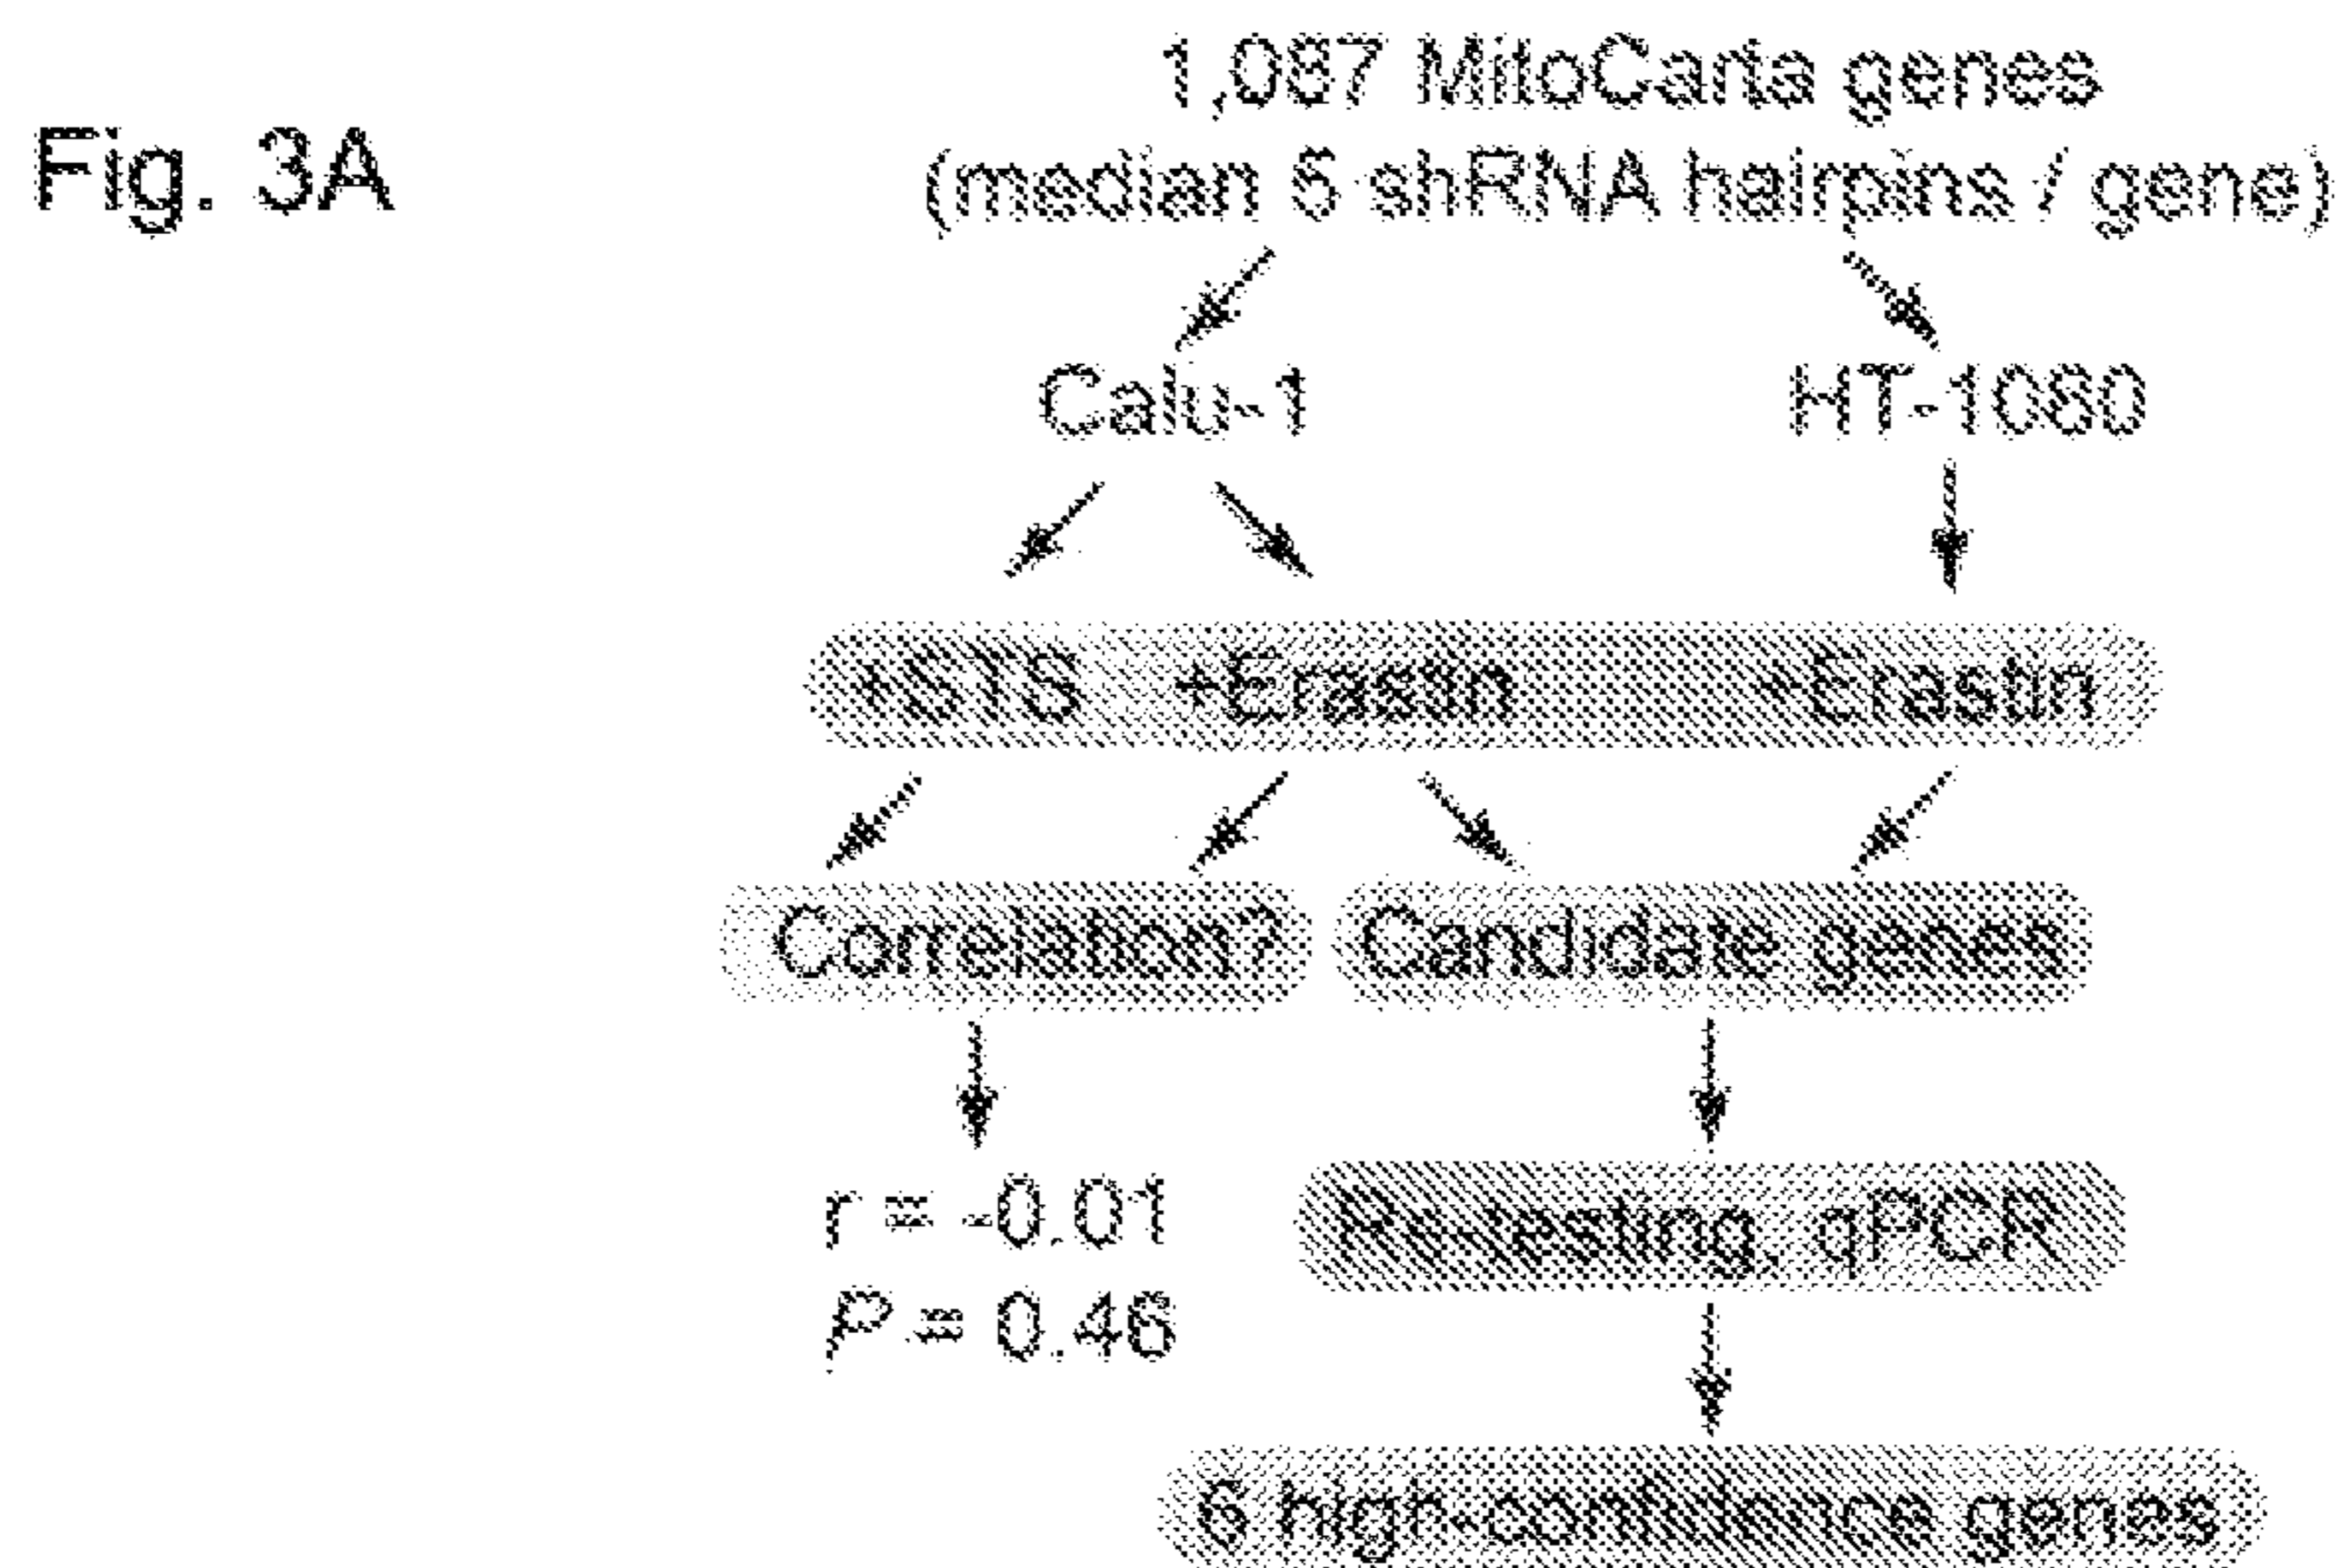 Fig. 3A
1,087 MitoCarta genes
(median 5 shRNA hairpins / gene)
Calu-1
HT-1080
+STS +Erastin +Erastin
Correlation? Candidate genes
r = -0.01
P = 0.46
Re-testing, qPCR
6 high-confidence genes